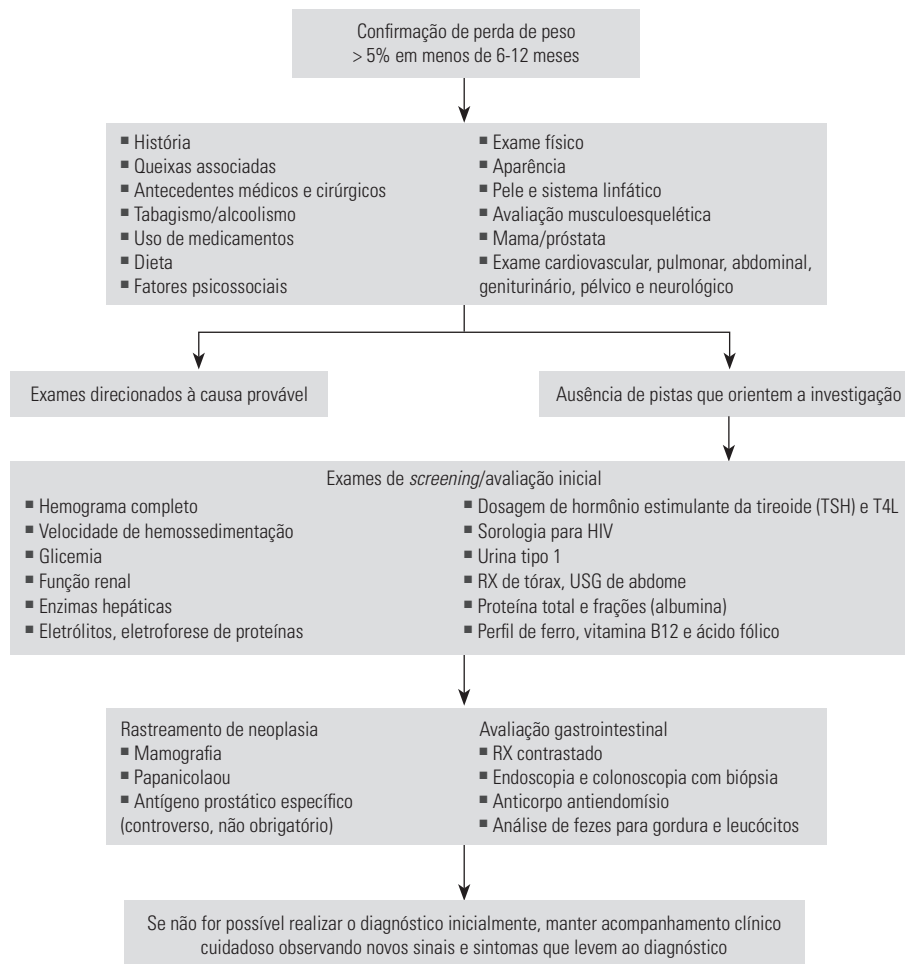 Confirmação de perda de peso
> 5% em menos de 6-12 meses
▪ História
▪ Queixas associadas
▪ Antecedentes médicos e cirúrgicos
▪ Tabagismo/alcoolismo
▪ Uso de medicamentos
▪ Dieta
▪ Fatores psicossociais
▪ Exame físico
▪ Aparência
▪ Pele e sistema linfático
▪ Avaliação musculoesquelética
▪ Mama/próstata
▪ Exame cardiovascular, pulmonar, abdominal,
geniturinário, pélvico e neurológico
Exames direcionados à causa provável
Ausência de pistas que orientem a investigação
Exames de screening/avaliação inicial
▪ Hemograma completo
▪ Velocidade de hemossedimentação
▪ Glicemia
▪ Função renal
▪ Enzimas hepáticas
▪ Eletrólitos, eletroforese de proteínas
▪ Dosagem de hormônio estimulante da tireoide (TSH) e T4L
▪ Sorologia para HIV
▪ Urina tipo 1
▪ RX de tórax, USG de abdome
▪ Proteína total e frações (albumina)
▪ Perfil de ferro, vitamina B12 e ácido fólico
Rastreamento de neoplasia
▪ Mamografia
▪ Papanicolaou
▪ Antígeno prostático específico
(controverso, não obrigatório)
Avaliação gastrointestinal
▪ RX contrastado
▪ Endoscopia e colonoscopia com biópsia
▪ Anticorpo antiendomísio
▪ Análise de fezes para gordura e leucócitos
Se não for possível realizar o diagnóstico inicialmente, manter acompanhamento clínico
cuidadoso observando novos sinais e sintomas que levem ao diagnóstico